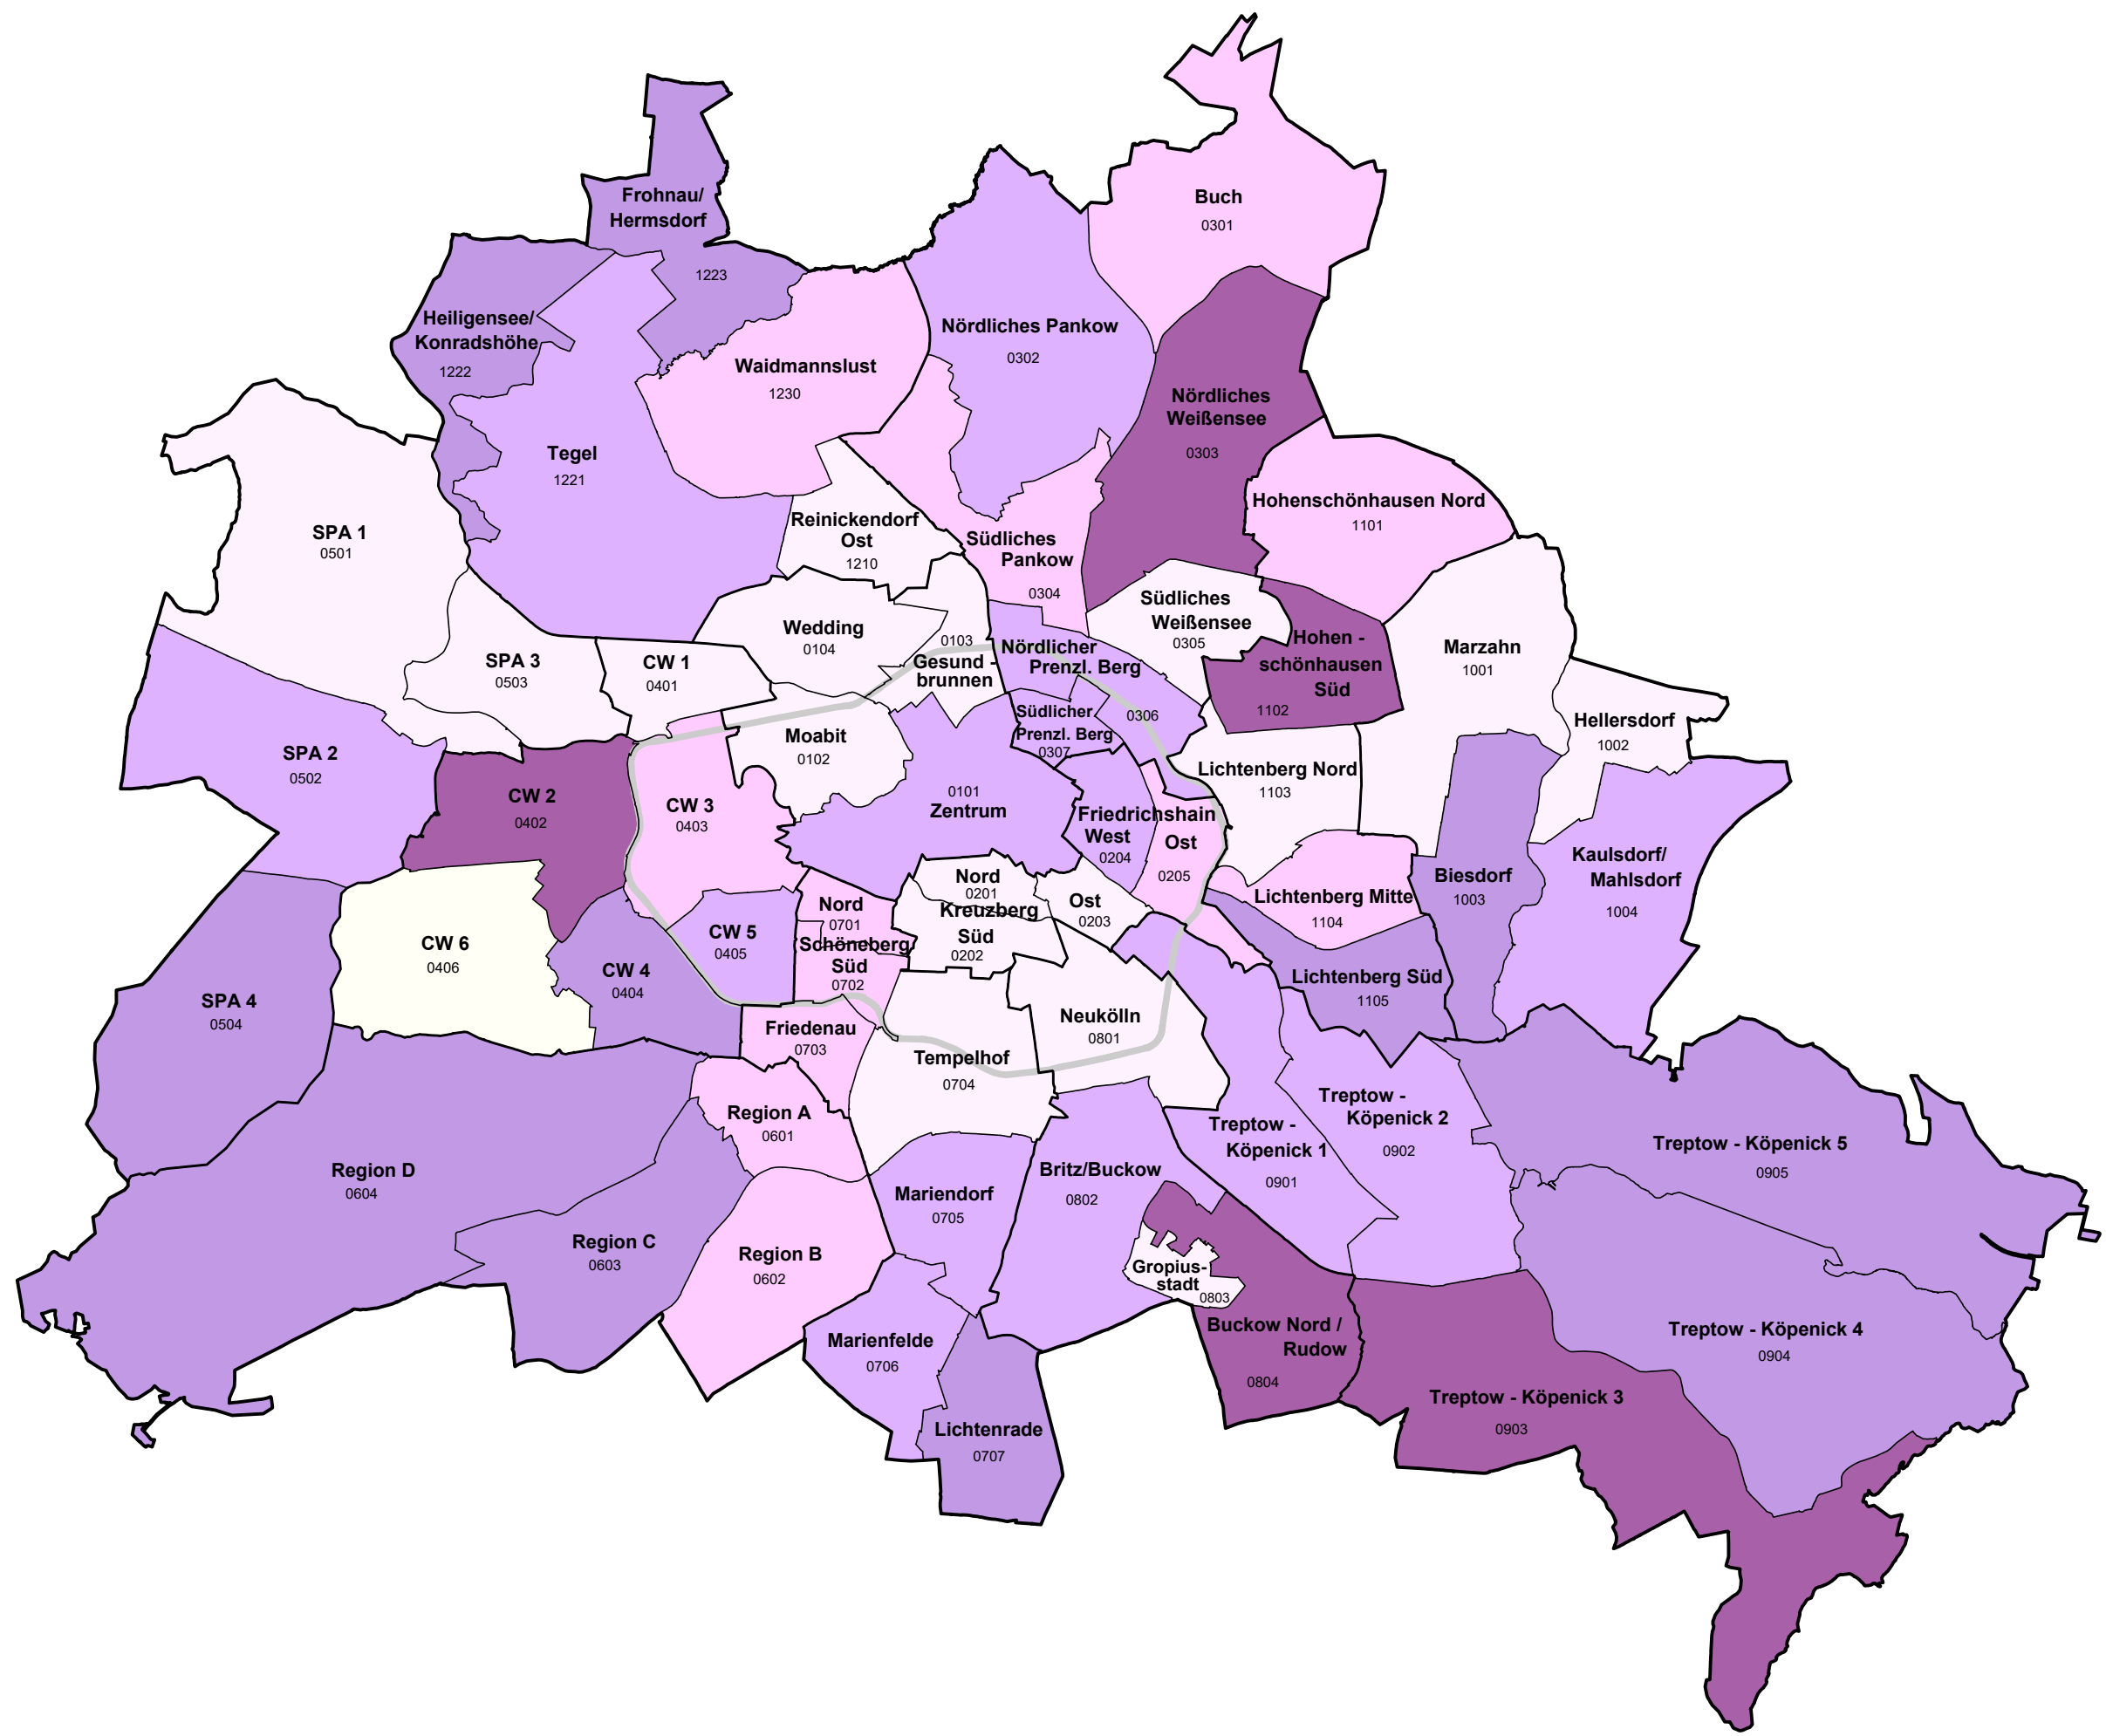 Frohnau/
Hermsdorf
1223
Buch
0301
Heiligensee/
Konradshöhe
1222
Nördliches Pankow
0302
Waidmannslust
1230
Nördliches
Weißensee
0303
Tegel
1221
Hohenschönhausen Nord
1101
SPA 1
0501
Reinickendorf
Ost
1210
Südliches
Pankow
0304
Südliches
Weißensee
0305
Wedding
0104
0103
Gesund -
brunnen
Nördlicher
Prenzl. Berg
0306
Hohen -
schönhausen
Süd
1102
Marzahn
1001
SPA 3
0503
CW 1
0401
Hellersdorf
1002
Südlicher
Prenzl. Berg
0307
Moabit
0102
SPA 2
0502
Lichtenberg Nord
1103
CW 2
0402
CW 3
0403
0101
Zentrum
Friedrichshain
West
0204
Ost
0205
Kaulsdorf/
Mahlsdorf
1004
Biesdorf
1003
Lichtenberg Mitte
1104
Nord
0201
Kreuzberg
Süd
0202
Ost
0203
Nord
0701
Schöneberg
Süd
0702
CW 5
0405
CW 6
0406
CW 4
0404
Lichtenberg Süd
1105
SPA 4
0504
Friedenau
0703
Neukölln
0801
Tempelhof
0704
Region A
0601
Treptow -
Köpenick 1
0901
Treptow -
Köpenick 2
0902
Treptow - Köpenick 5
0905
Region D
0604
Britz/Buckow
0802
Mariendorf
0705
Region C
0603
Region B
0602
Gropius-
stadt
0803
Buckow Nord /
Rudow
0804
Treptow - Köpenick 4
0904
Marienfelde
0706
Treptow - Köpenick 3
0903
Lichtenrade
0707